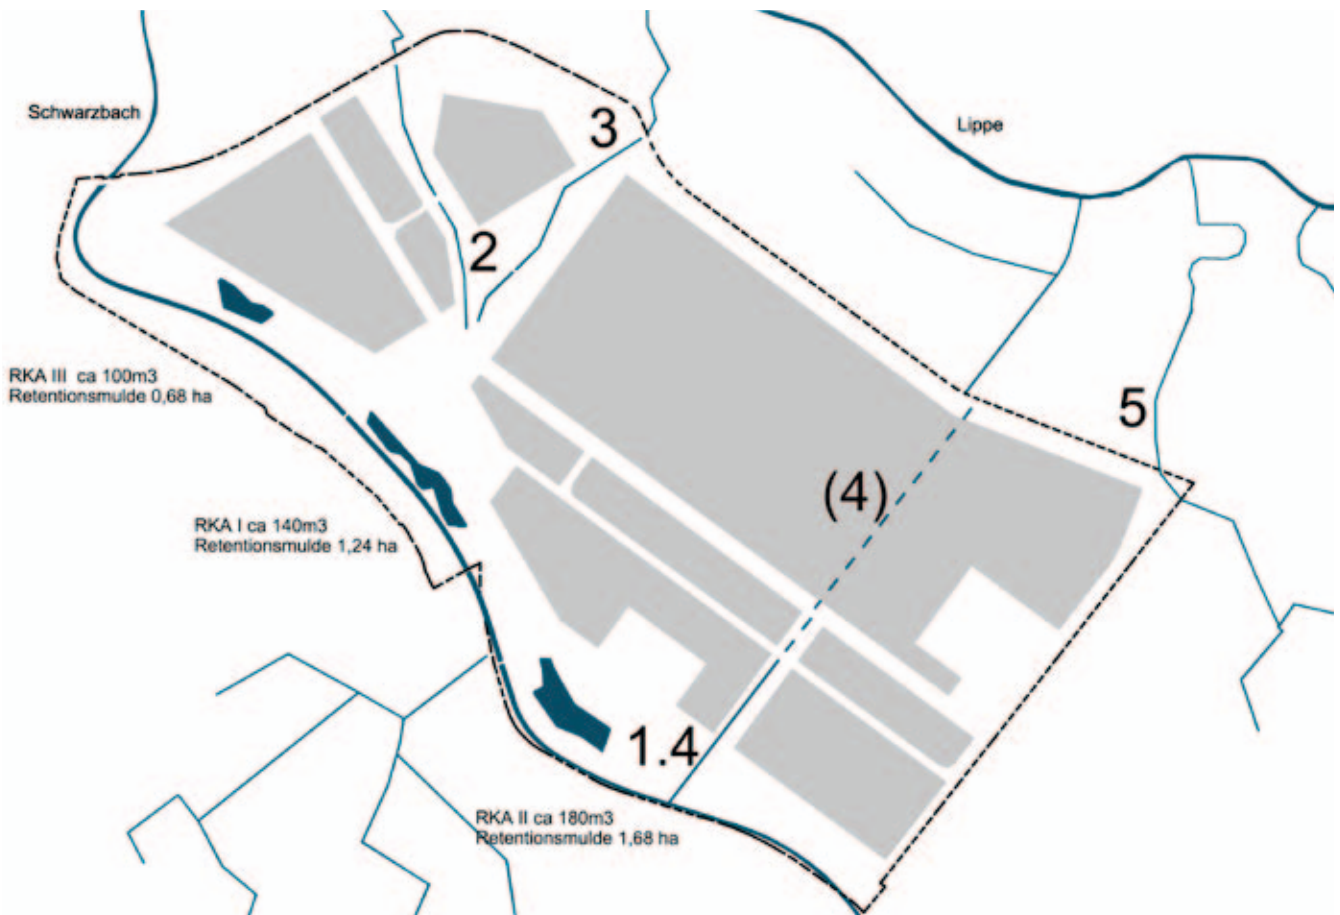 Schwarzbach
3
Lippe
2
RKA III ca 100m3
Retentionsmulde 0,68 ha
5
(4)
RKA I ca 140m3
Retentionsmulde 1,24 ha
1.4
RKA II ca 180m3
Retentionsmulde 1,68 ha